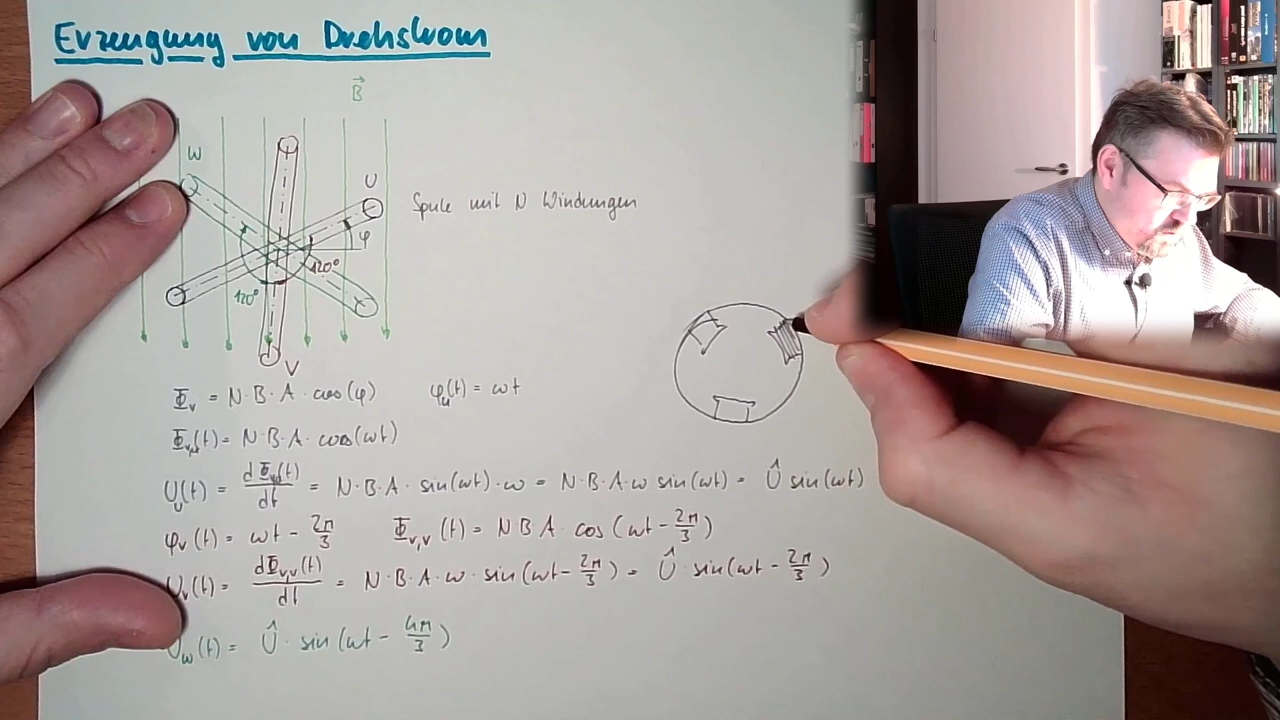 Erzeugung von Drehstrom
B⃗
W
U
Spule mit N Windungen
φ
120°
120°
V
Φ_v = N·B·A·cos(φ) φ_u(t) = ωt
Φ_v,u(t) = N·B·A·cos(ωt)
U_U(t) = dΦ_v,u(t)/dt = N·B·A·sin(ωt)·ω = N·B·A·ω sin(ωt) = Û sin(ωt)
φ_v(t) = ωt - 2π/3 Φ_v,v(t) = N B A cos(ωt - 2π/3)
U_v(t) = dΦ_v,v(t)/dt = N·B·A·ω·sin(ωt - 2π/3) = Û·sin(ωt - 2π/3)
U_w(t) = Û·sin(ωt - 4π/3)